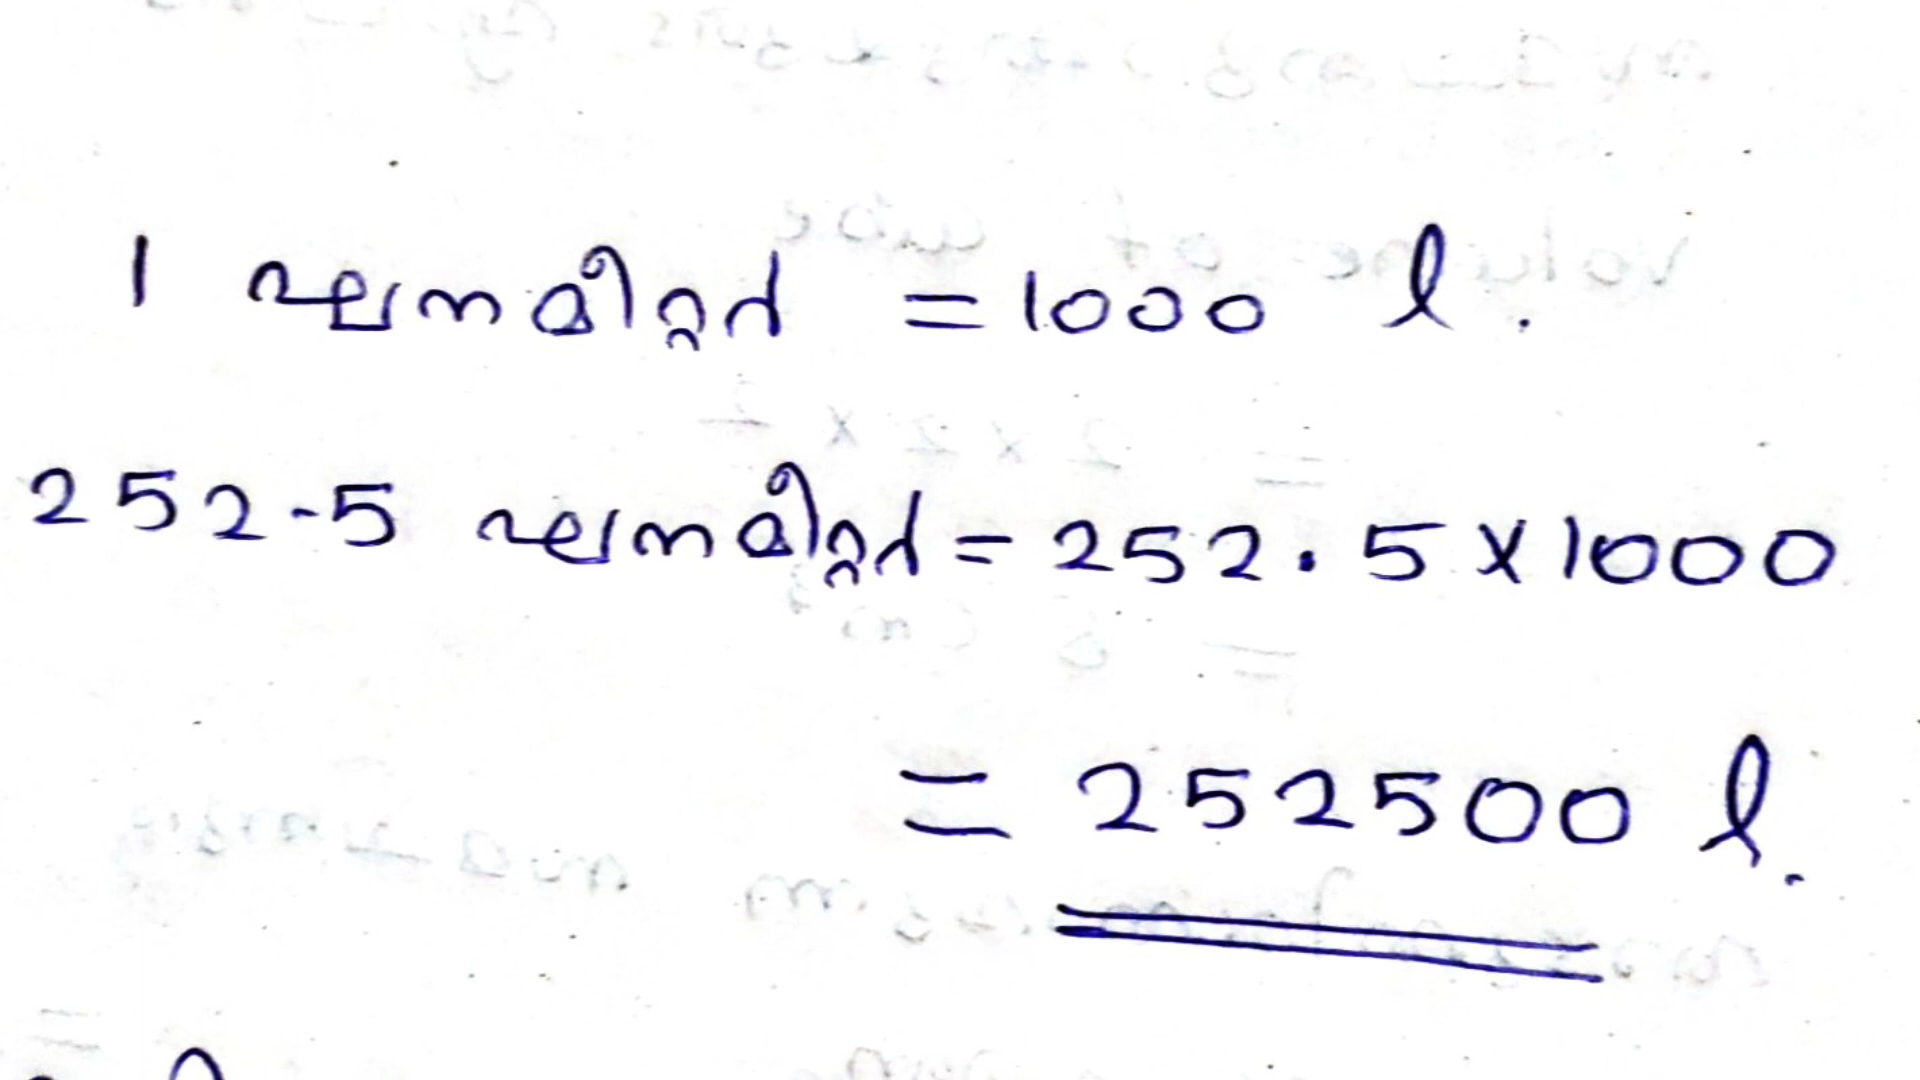 1 ഘനമീറ്റർ = 1000 l.
252.5 ഘനമീറ്റർ = 252.5 X 1000
= 252500 l.